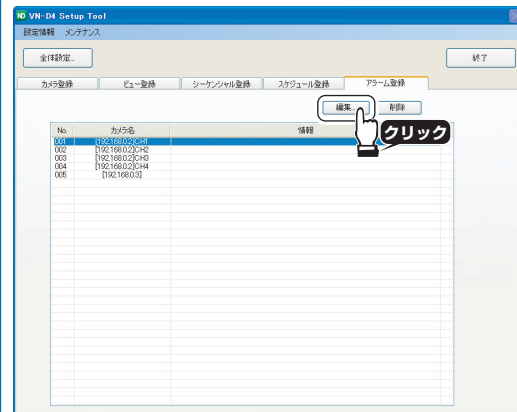 ND VN-D4 Setup Tool
設定情報 メンテナンス
全体設定...
終了
カメラ登録 ビュー登録 シーケンシャル登録 スケジュール登録 アラーム登録
編集... 削除
クリック
No. カメラ名 情報
001 [192.168.0.2]CH1
002 [192.168.0.2]CH2
003 [192.168.0.2]CH3
004 [192.168.0.2]CH4
005 [192.168.0.3]